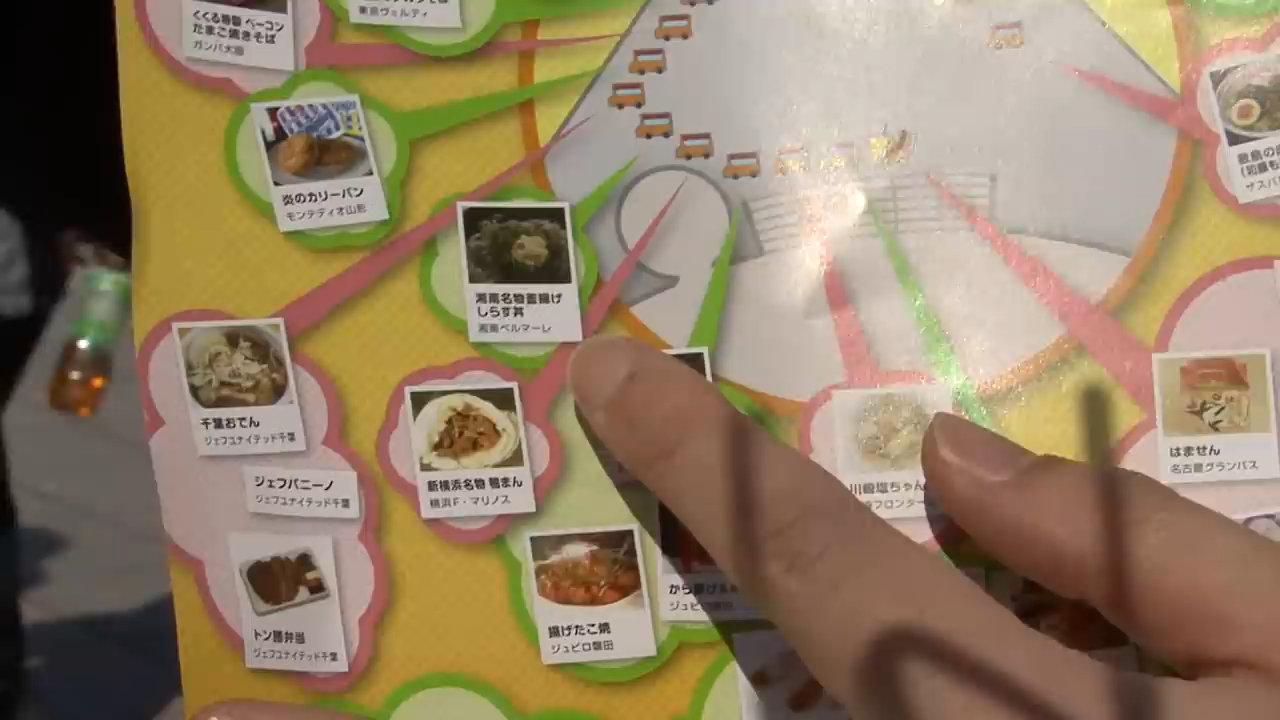 くくる特製 ベーコン
たまご焼きそば
ガンバ大阪
東京ヴェルディ
炎のカリーパン
モンテディオ山形
湘南名物釜揚げ
しらす丼
湘南ベルマーレ
千葉おでん
ジェフユナイテッド千葉
ジェフパニーノ
ジェフユナイテッド千葉
トン勝弁当
ジェフユナイテッド千葉
新横浜名物 鴨まん
横浜F・マリノス
揚げたこ焼
ジュビロ磐田
から揚げ
ジュビロ磐田
川崎塩ちゃん
フロンター
はません
名古屋グランパス
ザスパ